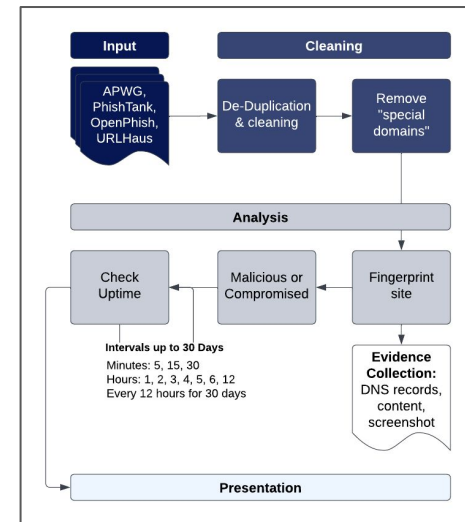 Input
Cleaning
APWG,
PhishTank,
OpenPhish,
URLHaus
De-Duplication
& cleaning
Remove
"special
domains"
Analysis
Check
Uptime
Malicious or
Compromised
Fingerprint
site
Intervals up to 30 Days
Minutes: 5, 15, 30
Hours: 1, 2, 3, 4, 5, 6, 12
Every 12 hours for 30 days
Evidence
Collection:
DNS records,
content,
screenshot
Presentation